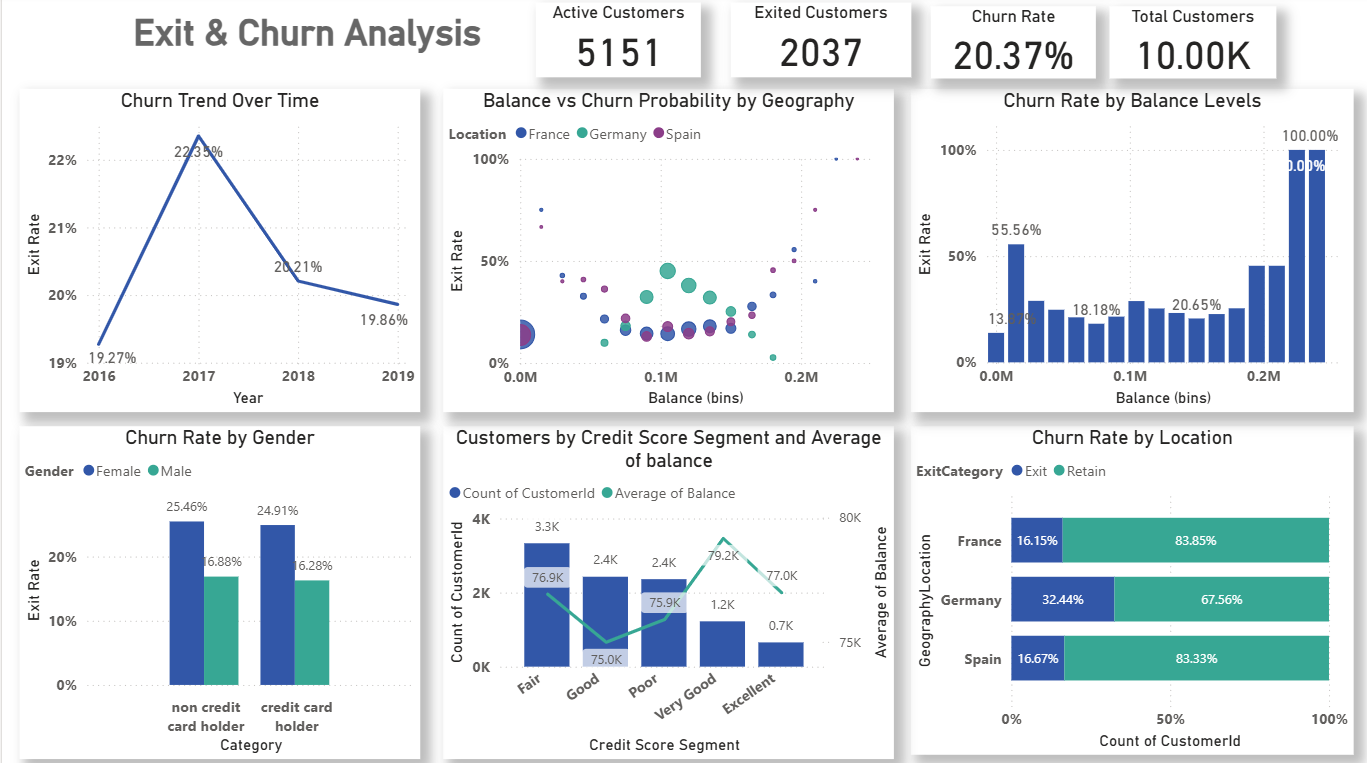 Exit & Churn Analysis
Active Customers
5151
Exited Customers
2037
Churn Rate
20.37%
Total Customers
10.00K
Churn Trend Over Time
Exit Rate
22%
21%
20%
19%
22.35%
20.21%
19.86%
19.27%
2016 2017 2018 2019
Year
Balance vs Churn Probability by Geography
Location France Germany Spain
Exit Rate
100%
50%
0%
0.0M 0.1M 0.2M
Balance (bins)
Churn Rate by Balance Levels
Exit Rate
100%
50%
0%
100.00%
55.56%
18.18%
20.65%
0.0M 0.1M 0.2M
Balance (bins)
Churn Rate by Gender
Gender Female Male
Exit Rate
20%
10%
0%
25.46%
16.88%
24.91%
16.28%
non credit card holder
credit card holder
Category
Customers by Credit Score Segment and Average
of balance
Count of CustomerId Average of Balance
Count of CustomerId
4K
2K
0K
3.3K
2.4K
2.4K
1.2K
0.7K
76.9K
75.0K
75.9K
79.2K
77.0K
80K
75K
Average of Balance
Fair Good Poor Very Good Excellent
Credit Score Segment
Churn Rate by Location
ExitCategory Exit Retain
GeographyLocation
France 16.15% 83.85%
Germany 32.44% 67.56%
Spain 16.67% 83.33%
0% 50% 100%
Count of CustomerId